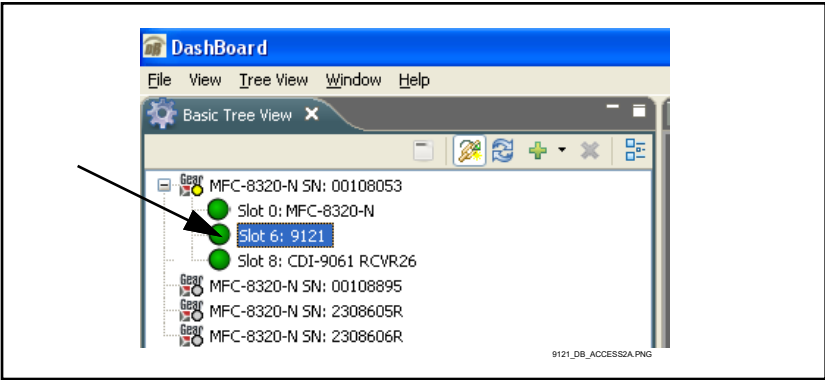 DashBoard
File View Tree View Window Help
Basic Tree View
MFC-8320-N SN: 00108053
Slot 0: MFC-8320-N
Slot 6: 9121
Slot 8: CDI-9061 RCVR26
MFC-8320-N SN: 00108895
MFC-8320-N SN: 2308605R
MFC-8320-N SN: 2308606R
9121_DB_ACCESS2A.PNG